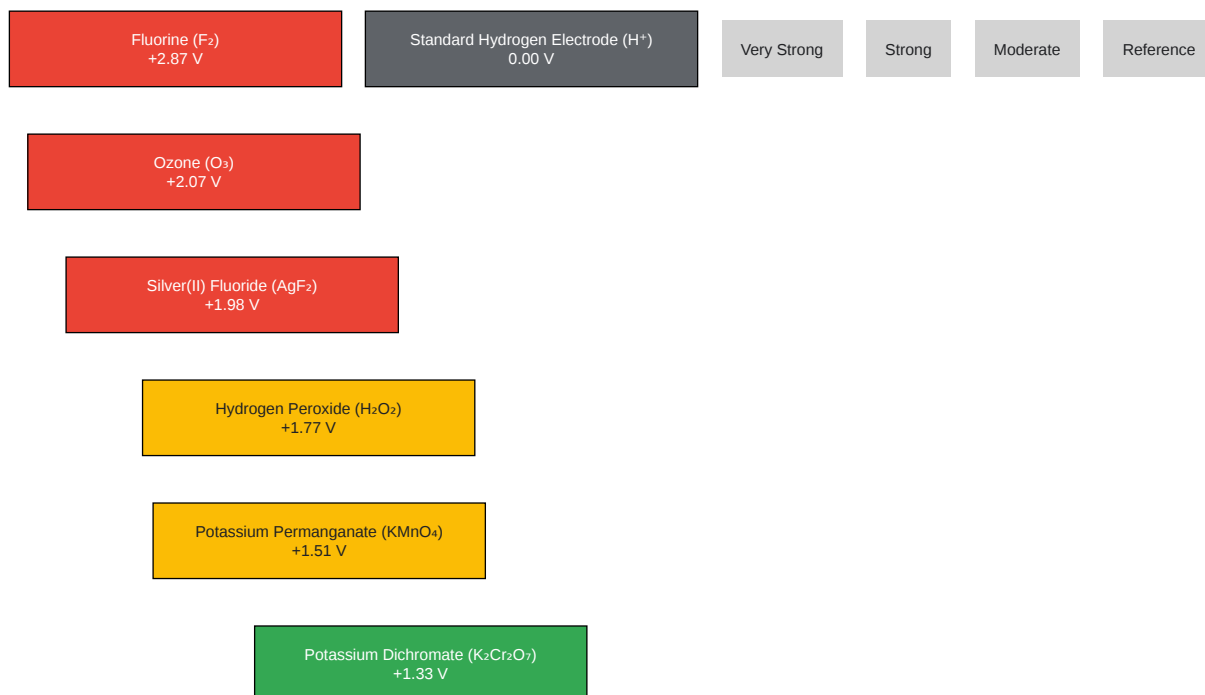 Fluorine (F₂)
+2.87 V
Standard Hydrogen Electrode (H⁺)
0.00 V
Very Strong
Strong
Moderate
Reference
Ozone (O₃)
+2.07 V
Silver(II) Fluoride (AgF₂)
+1.98 V
Hydrogen Peroxide (H₂O₂)
+1.77 V
Potassium Permanganate (KMnO₄)
+1.51 V
Potassium Dichromate (K₂Cr₂O₇)
+1.33 V